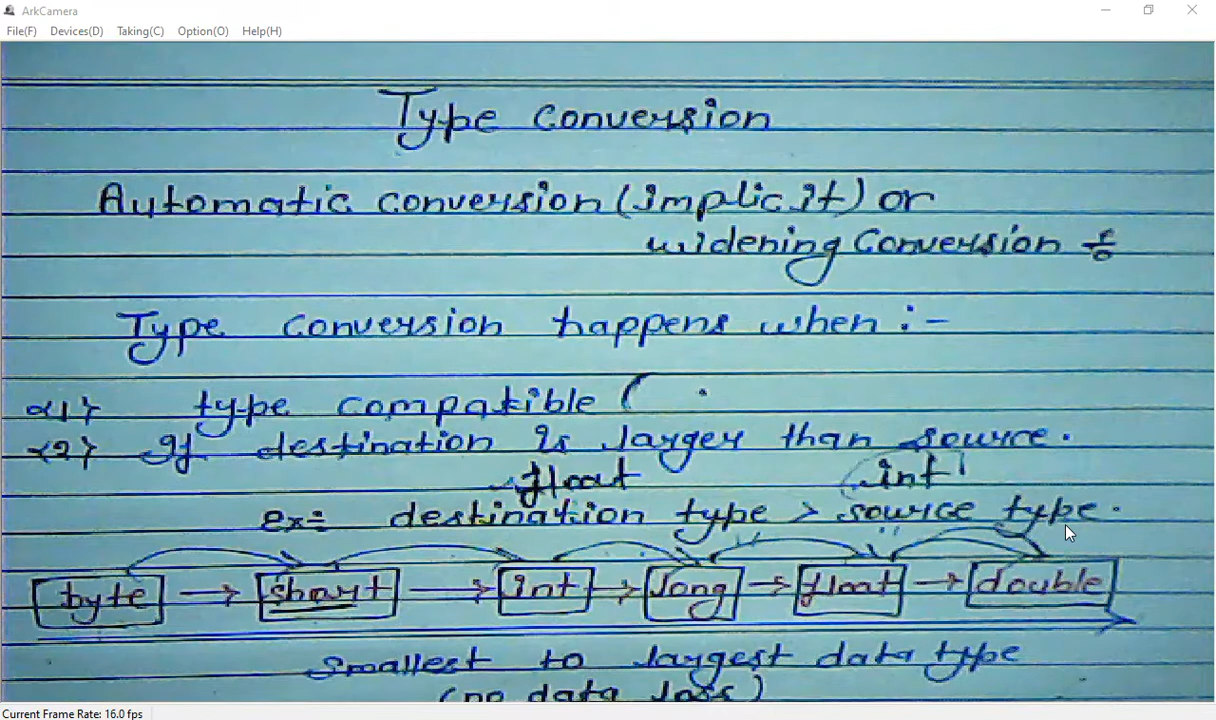 ArkCamera
File(F) Devices(D) Taking(C) Option(O) Help(H)
Type Conversion
Automatic conversion (implicit) or
widening Conversion ÷
Type conversion happens when :-
<1> type compatible (
<2> If destination is larger than source.
float int
ex:- destination type > source type.
byte → short → int → long → float → double
smallest to largest data type
(no data loss)
Current Frame Rate: 16.0 fps